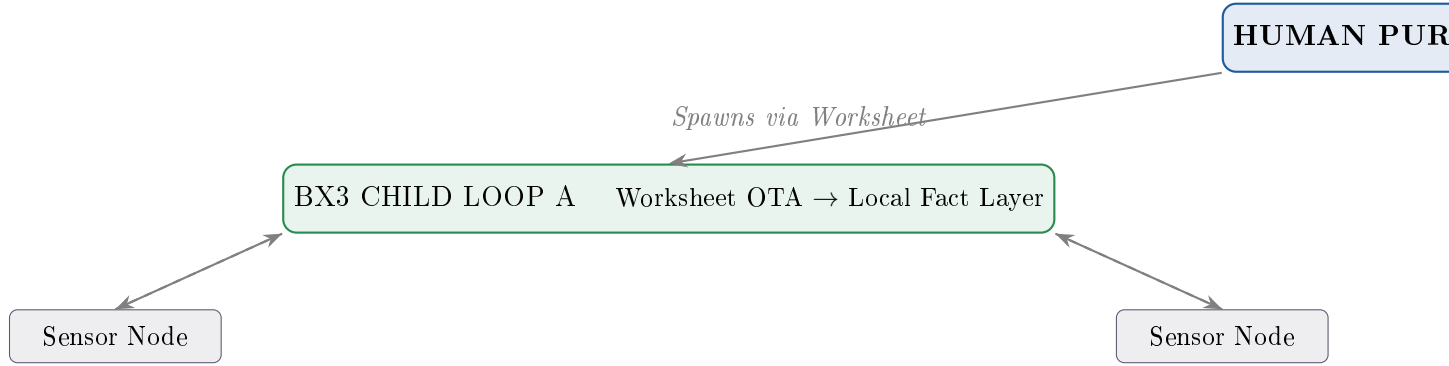 HUMAN PUR
Spawns via Worksheet
BX3 CHILD LOOP A Worksheet OTA → Local Fact Layer
Sensor Node
Sensor Node